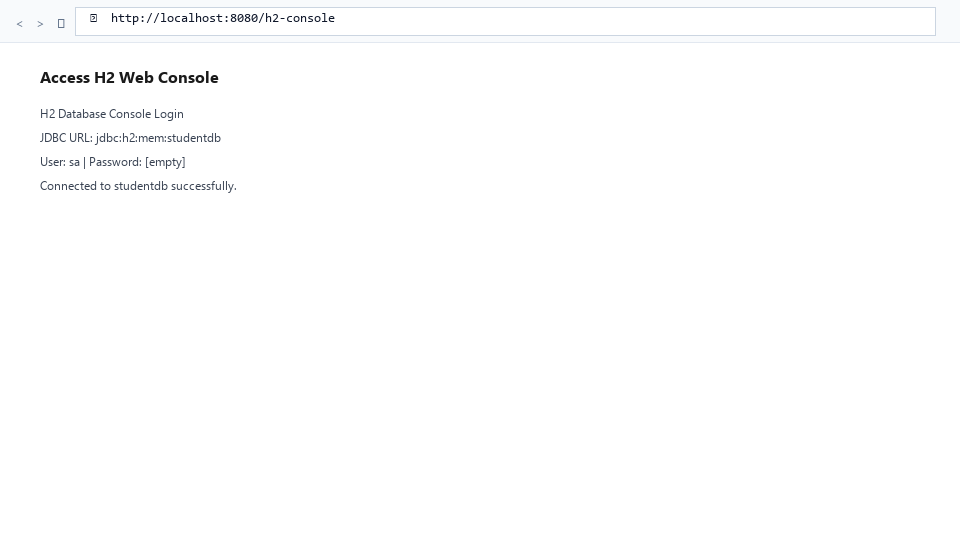 < >
http://localhost:8080/h2-console
Access H2 Web Console
H2 Database Console Login
JDBC URL: jdbc:h2:mem:studentdb
User: sa | Password: [empty]
Connected to studentdb successfully.